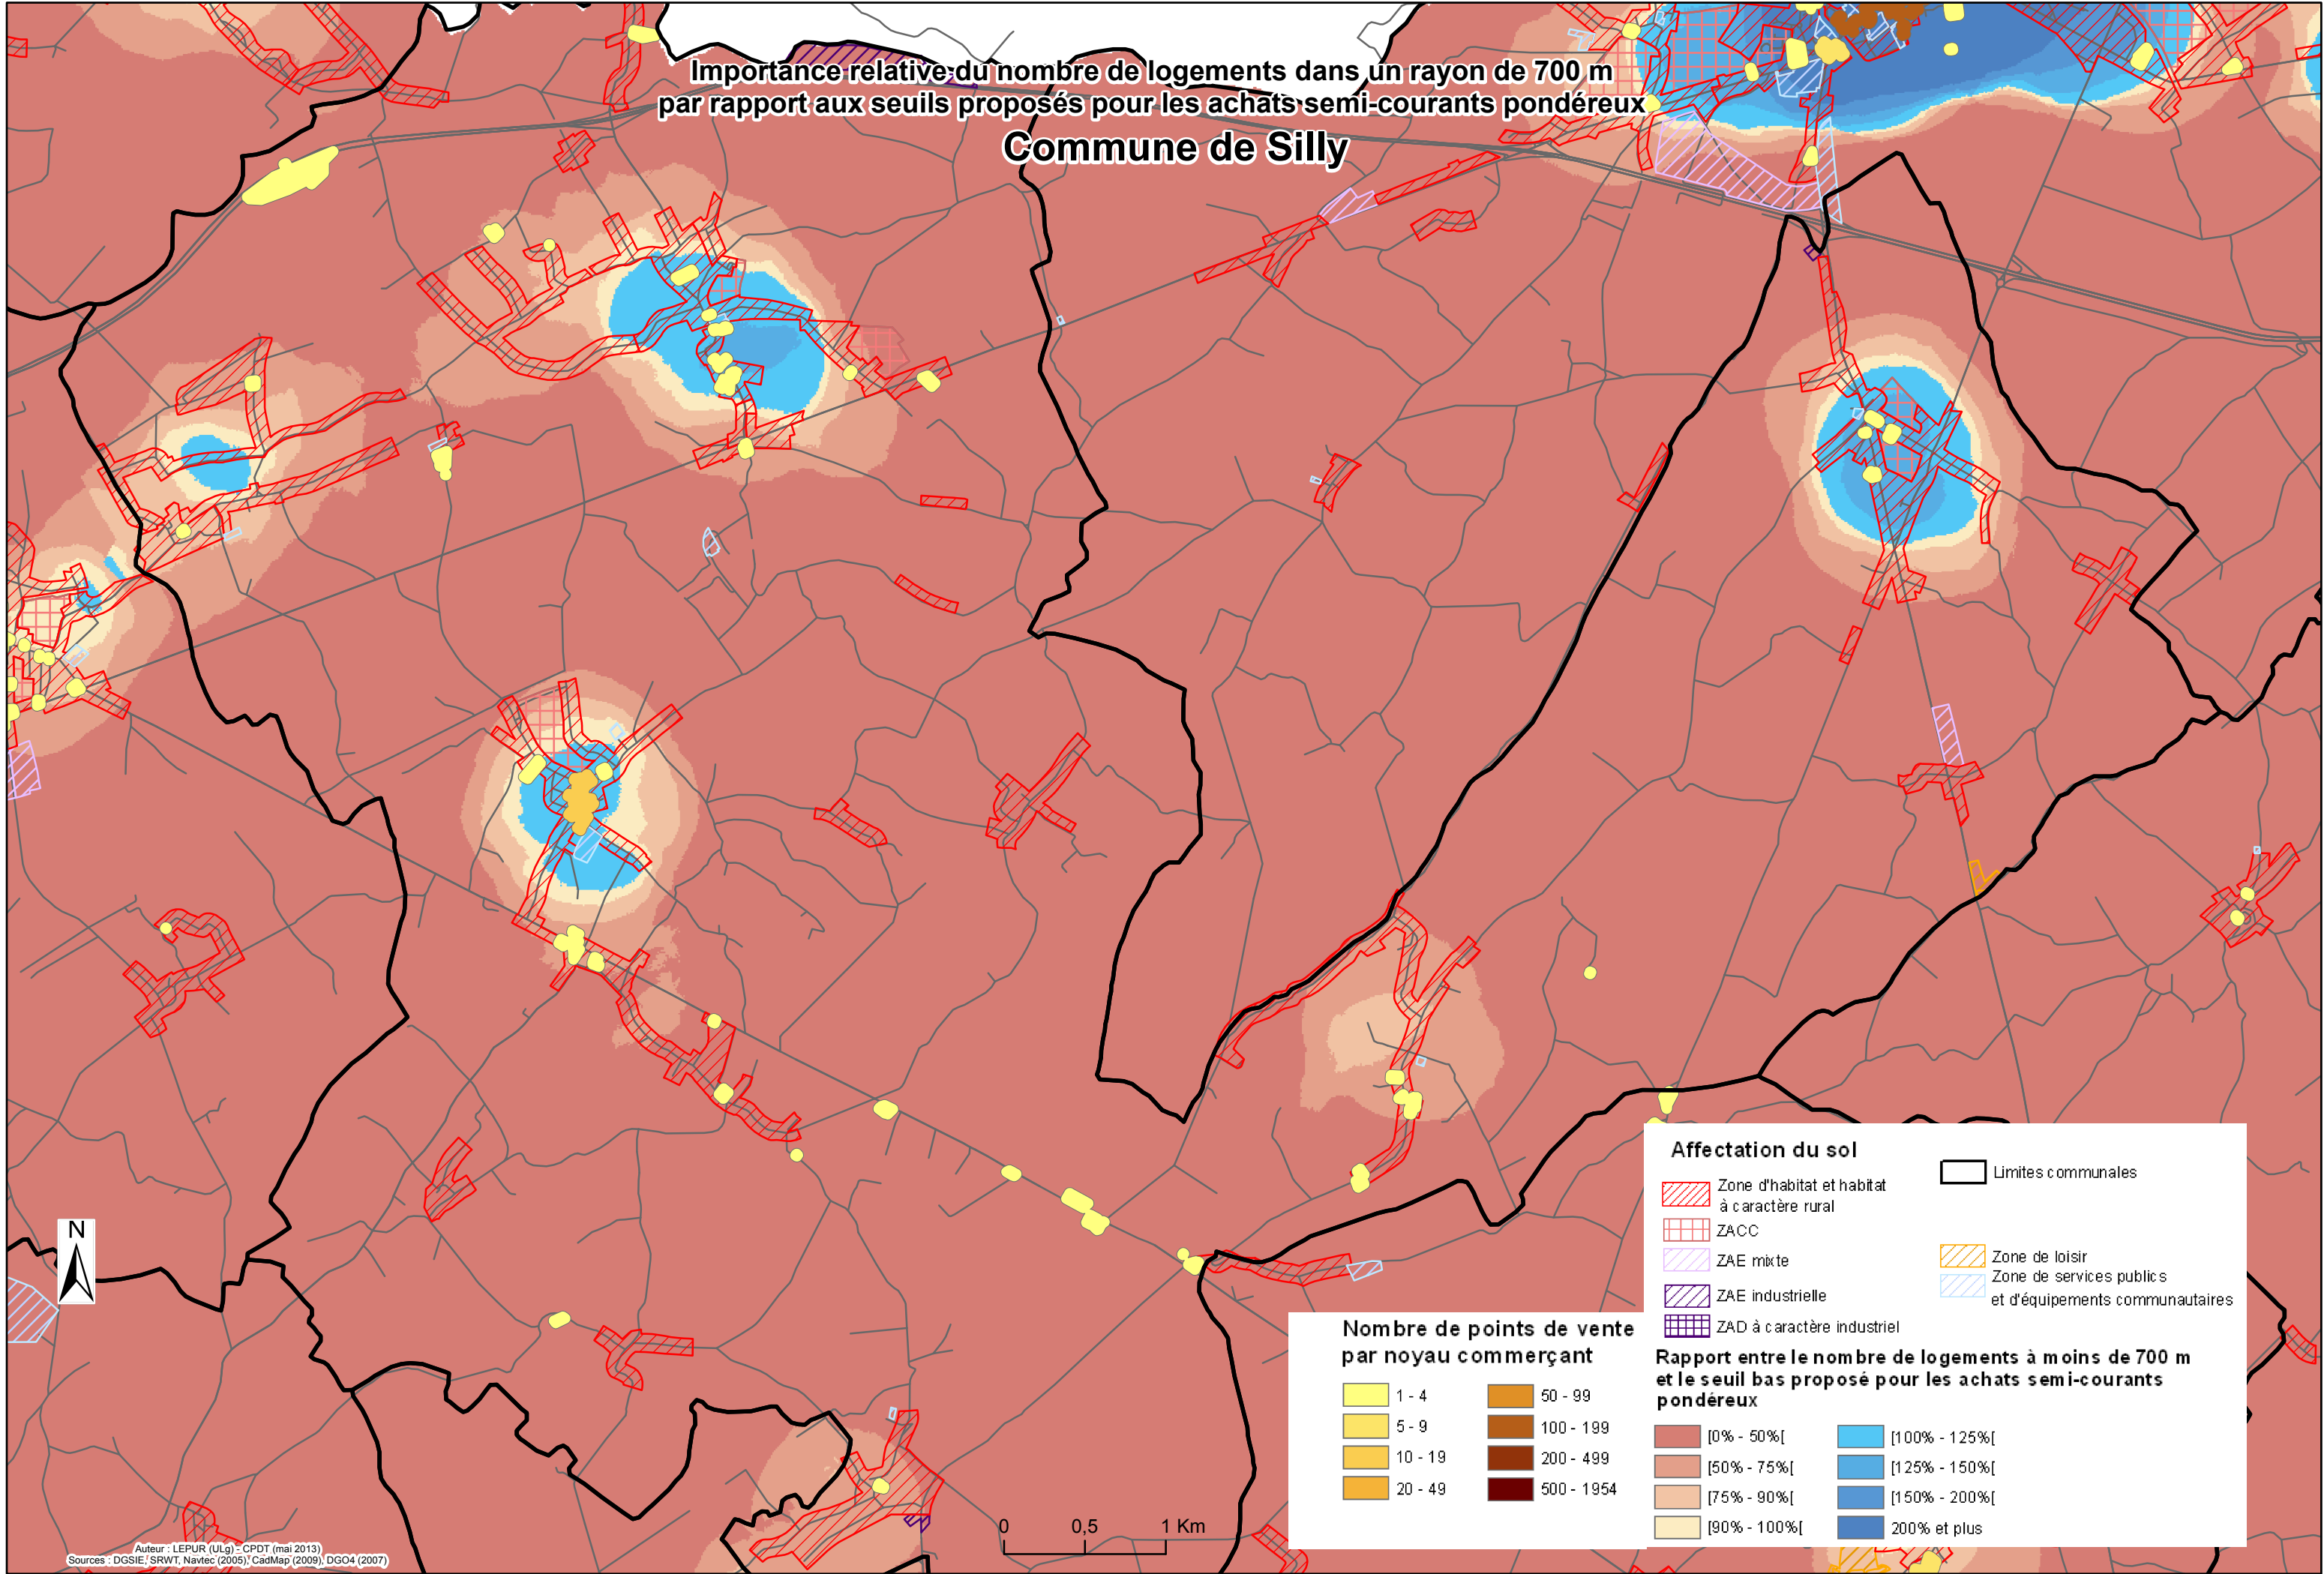 Importance relative du nombre de logements dans un rayon de 700 m
par rapport aux seuils proposés pour les achats semi-courants pondéreux
Commune de Silly
Affectation du sol
Zone d'habitat et habitat
à caractère rural
ZACC
ZAE mixte
ZAE industrielle
ZAD à caractère industriel
Limites communales
Zone de loisir
Zone de services publics
et d'équipements communautaires
Nombre de points de vente
par noyau commerçant
1 - 4
5 - 9
10 - 19
20 - 49
50 - 99
100 - 199
200 - 499
500 - 1954
Rapport entre le nombre de logements à moins de 700 m
et le seuil bas proposé pour les achats semi-courants
pondéreux
[0% - 50%[
[50% - 75%[
[75% - 90%[
[90% - 100%[
[100% - 125%[
[125% - 150%[
[150% - 200%[
200% et plus
N
0 0,5 1 Km
Auteur : LEPUR (ULg) - CPDT (mai 2013)
Sources : DGSIE, SRWT, Navtec (2005), CadMap (2009), DGO4 (2007)